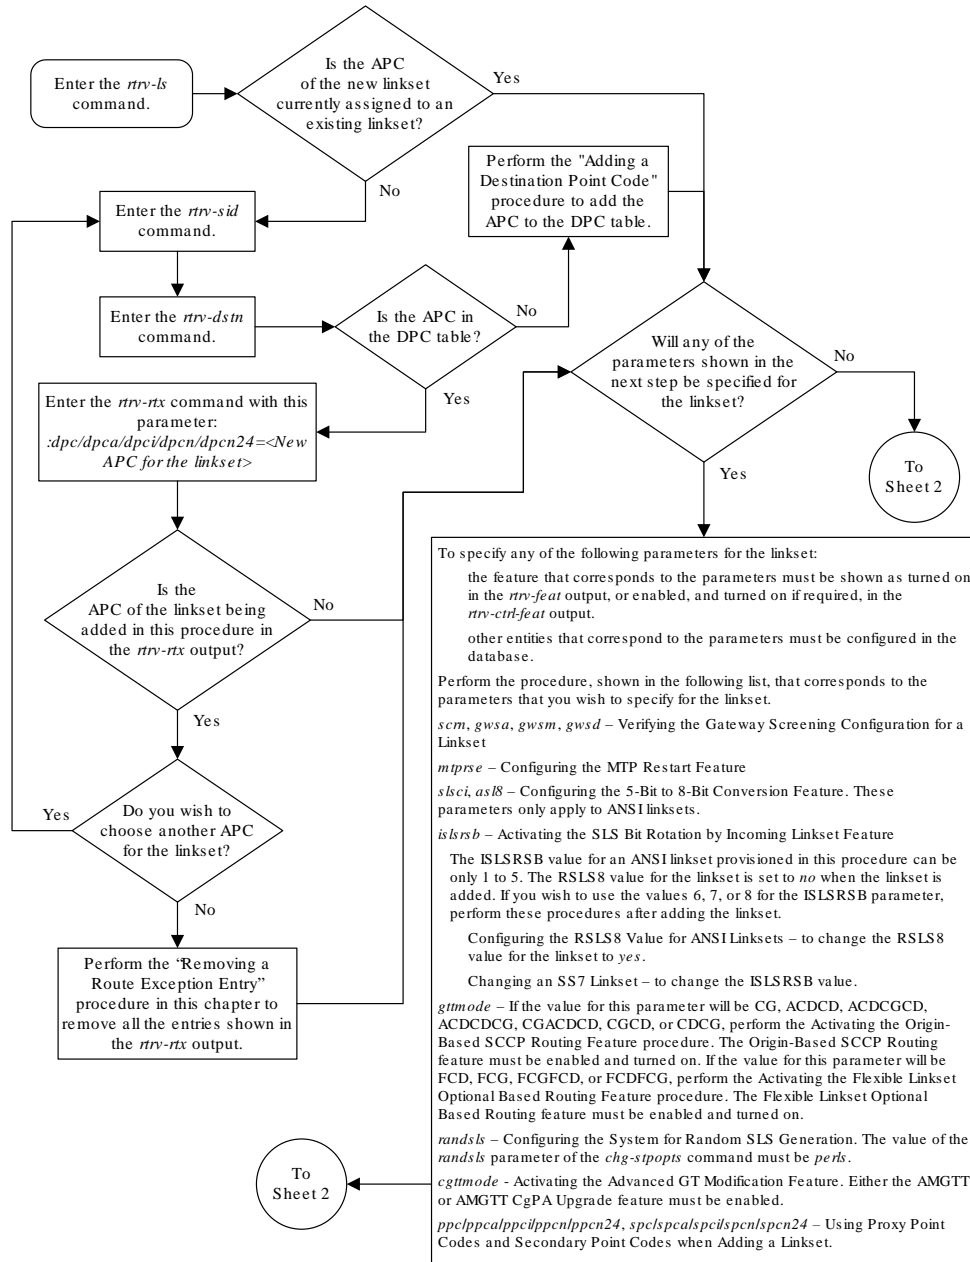 Enter the rtrv-ls
command.
Is the APC
of the new linkset
currently assigned to an
existing linkset?
Yes
No
Perform the "Adding a
Destination Point Code"
procedure to add the
APC to the DPC table.
Enter the rtrv-sid
command.
Enter the rtrv-dstn
command.
Is the APC in
the DPC table?
No
Yes
Will any of the
parameters shown in the
next step be specified for
the linkset?
No
Yes
To
Sheet 2
Enter the rtrv-rtx command with this
parameter:
:dpc/dpca/dpci/dpcn/dpcn24=<New
APC for the linkset>
Is the
APC of the linkset being
added in this procedure in
the rtrv-rtx output?
No
Yes
Do you wish to
choose another APC
for the linkset?
Yes
No
Perform the “Removing a
Route Exception Entry”
procedure in this chapter to
remove all the entries shown in
the rtrv-rtx output.
To specify any of the following parameters for the linkset:
the feature that corresponds to the parameters must be shown as turned on
in the rtrv-feat output, or enabled, and turned on if required, in the
rtrv-ctrl-feat output.
other entities that correspond to the parameters must be configured in the
database.
Perform the procedure, shown in the following list, that corresponds to the
parameters that you wish to specify for the linkset.
scrn, gwsa, gwsm, gwsd – Verifying the Gateway Screening Configuration for a
Linkset
mtprse – Configuring the MTP Restart Feature
slsci, asl8 – Configuring the 5-Bit to 8-Bit Conversion Feature. These
parameters only apply to ANSI linksets.
islsrsb – Activating the SLS Bit Rotation by Incoming Linkset Feature
The ISLSRSB value for an ANSI linkset provisioned in this procedure can be
only 1 to 5. The RSLS8 value for the linkset is set to no when the linkset is
added. If you wish to use the values 6, 7, or 8 for the ISLSRSB parameter,
perform these procedures after adding the linkset.
Configuring the RSLS8 Value for ANSI Linksets – to change the RSLS8
value for the linkset to yes.
Changing an SS7 Linkset – to change the ISLSRSB value.
gttmode – If the value for this parameter will be CG, ACDCD, ACDCGCD,
ACDCDCG, CGACDCD, CGCD, or CDCG, perform the Activating the Origin-
Based SCCP Routing Feature procedure. The Origin-Based SCCP Routing
feature must be enabled and turned on. If the value for this parameter will be
FCD, FCG, FCGFCD, or FCDFCG, perform the Activating the Flexible Linkset
Optional Based Routing Feature procedure. The Flexible Linkset Optional
Based Routing feature must be enabled and turned on.
randsls – Configuring the System for Random SLS Generation. The value of the
randsls parameter of the chg-stpopts command must be perls.
cgttmode - Activating the Advanced GT Modification Feature. Either the AMGTT
or AMGTT CgPA Upgrade feature must be enabled.
ppc/ppca/ppci/ppcn/ppcn24, spc/spca/spci/spcn/spcn24 – Using Proxy Point
Codes and Secondary Point Codes when Adding a Linkset.
To
Sheet 2